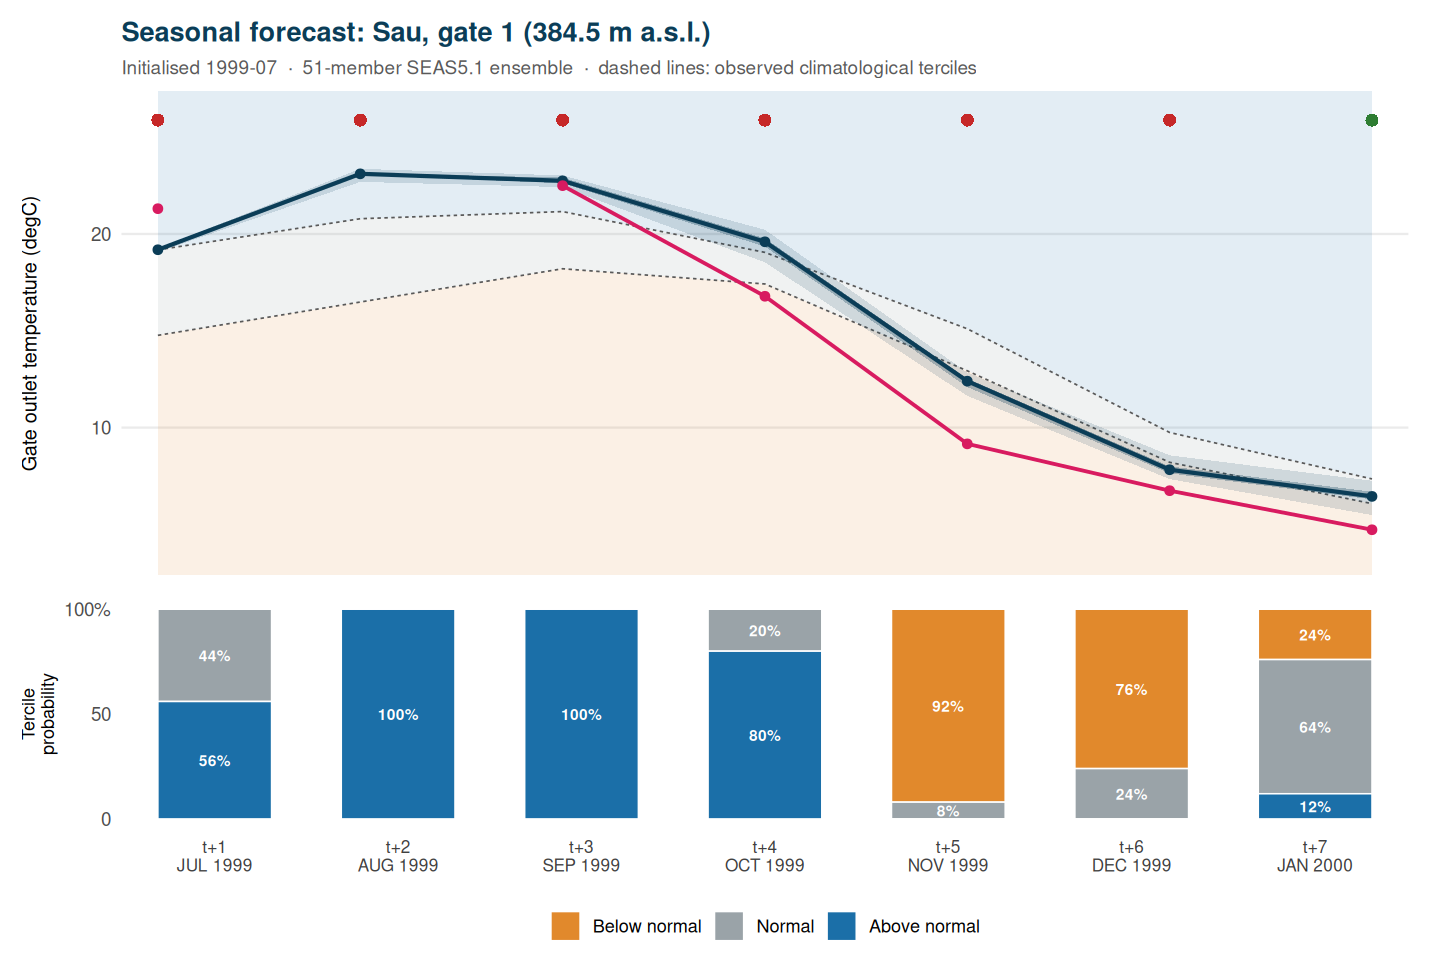 Seasonal forecast: Sau, gate 1 (384.5 m a.s.l.)
Initialised 1999-07 · 51-member SEAS5.1 ensemble · dashed lines: observed climatological terciles
Gate outlet temperature (degC)
20
10
Tercile
probability
100%
50
0
44%
56%
100%
100%
20%
80%
92%
8%
76%
24%
24%
64%
12%
t+1
JUL 1999
t+2
AUG 1999
t+3
SEP 1999
t+4
OCT 1999
t+5
NOV 1999
t+6
DEC 1999
t+7
JAN 2000
Below normal
Normal
Above normal